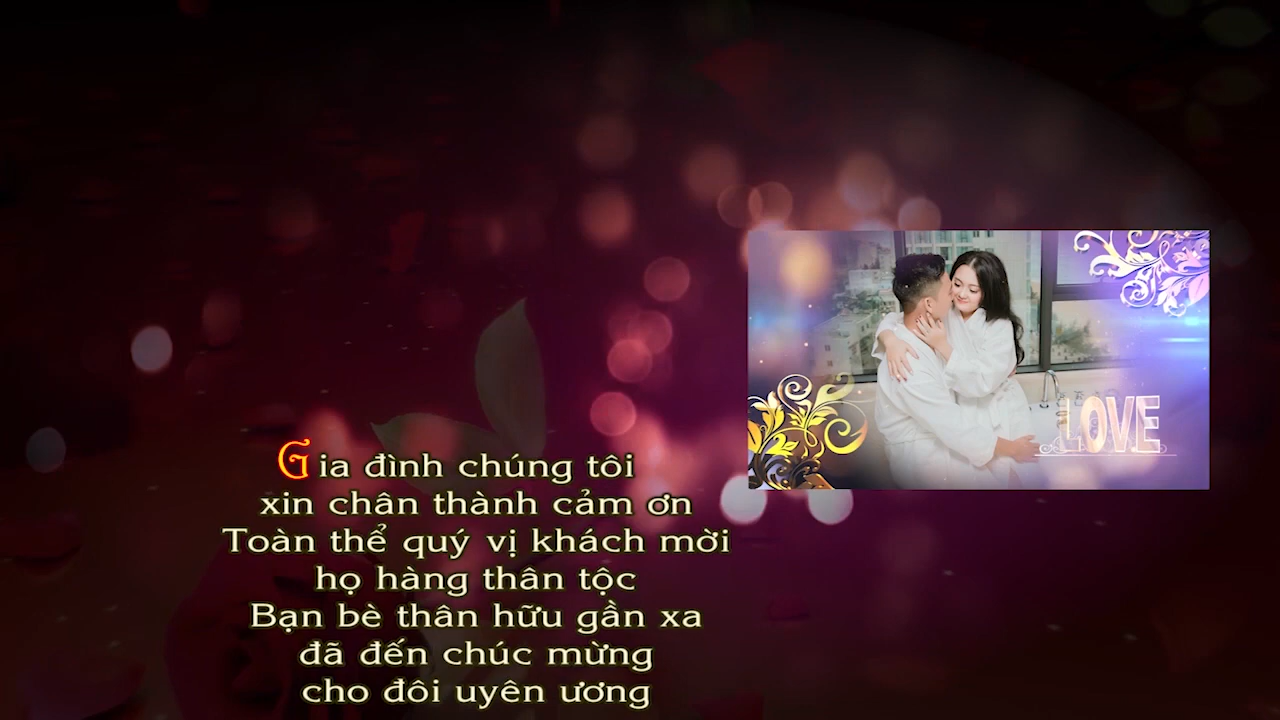 Gia đình chúng tôi
xin chân thành cảm ơn
Toàn thể quý vị khách mời
họ hàng thân tộc
Bạn bè thân hữu gần xa
đã đến chúc mừng
cho đôi uyên ương
LOVE